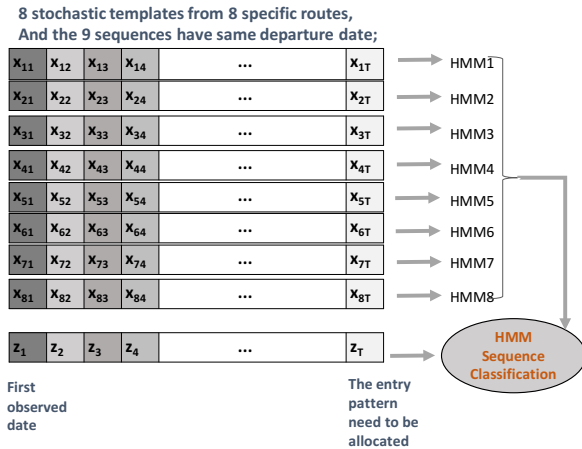 8 stochastic templates from 8 specific routes,
And the 9 sequences have same departure date;
x11 x12 x13 x14 ... x1T HMM1
x21 x22 x23 x24 ... x2T HMM2
x31 x32 x33 x34 ... x3T HMM3
x41 x42 x43 x44 ... x4T HMM4
x51 x52 x53 x54 ... x5T HMM5
x61 x62 x63 x64 ... x6T HMM6
x71 x72 x73 x74 ... x7T HMM7
x81 x82 x83 x84 ... x8T HMM8
z1 z2 z3 z4 ... zT
HMM
Sequence
Classification
First
observed
date
The entry
pattern
need to be
allocated